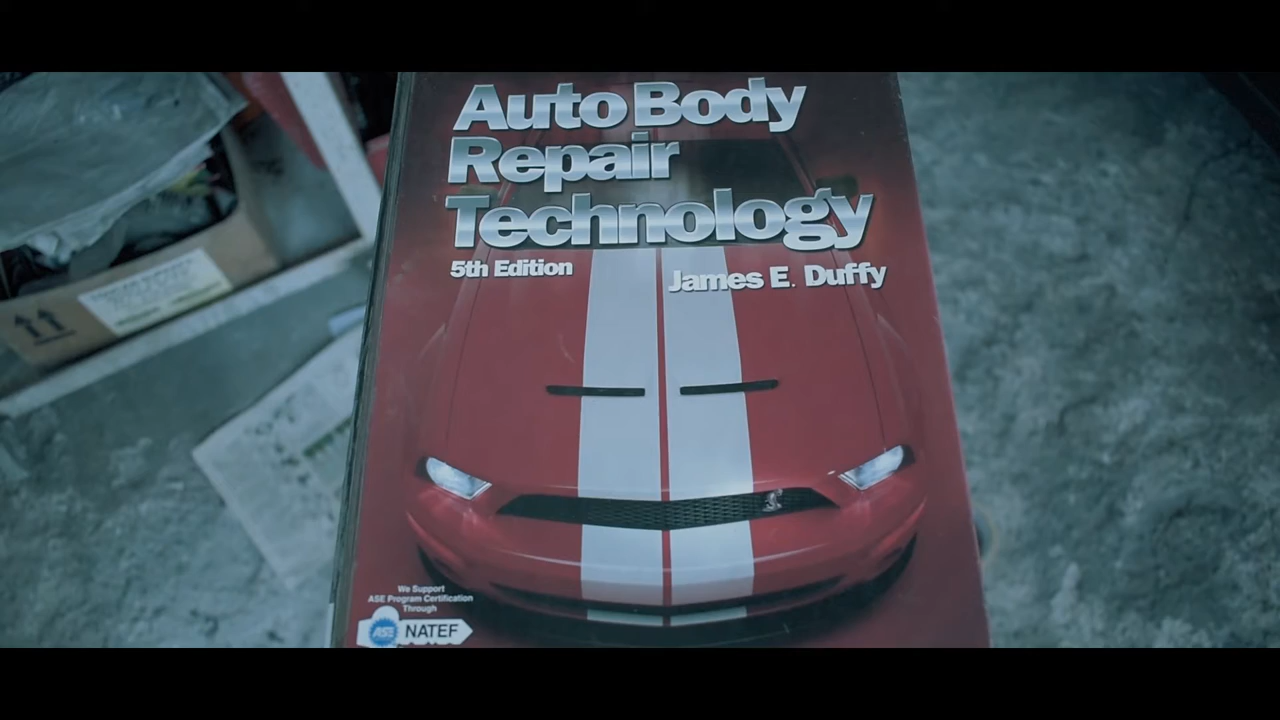 Auto Body
Repair
Technology
5th Edition
James E. Duffy
We Support
ASE Program Certification
Through
ASE NATEF